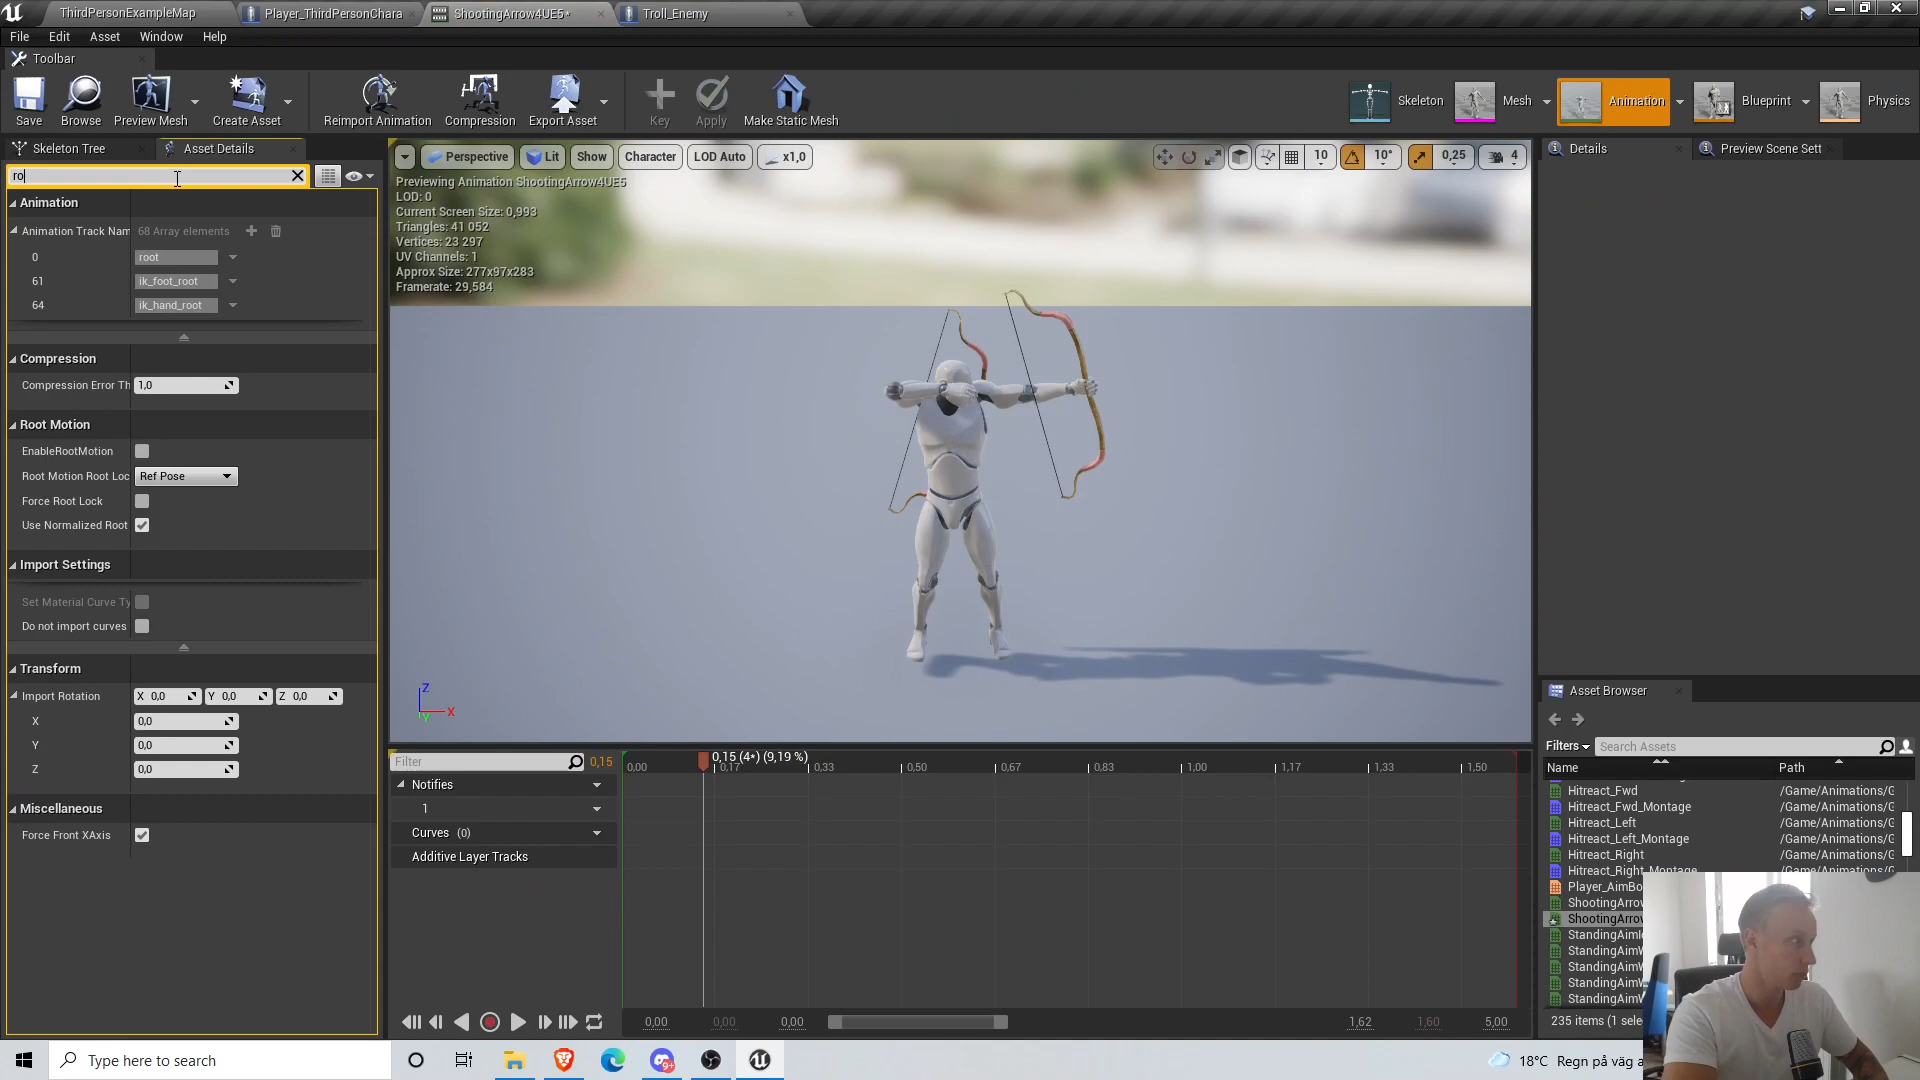 ThirdPersonExampleMap
Player_ThirdPersonChara
ShootingArrow4UE5*
Troll_Enemy
File Edit Asset Window Help
Toolbar
Save
Browse
Preview Mesh
Create Asset
Reimport Animation
Compression
Export Asset
Key
Apply
Make Static Mesh
Skeleton
Mesh
Animation
Blueprint
Physics
Skeleton Tree
Asset Details
ro
Animation
Animation Track Nam 68 Array elements
0 root
61 ik_foot_root
64 ik_hand_root
Compression
Compression Error Th 1,0
Root Motion
EnableRootMotion
Root Motion Root Loc Ref Pose
Force Root Lock
Use Normalized Root
Import Settings
Set Material Curve Ty
Do not import curves
Transform
Import Rotation X 0,0 Y 0,0 Z 0,0
X 0,0
Y 0,0
Z 0,0
Miscellaneous
Force Front XAxis
Perspective Lit Show Character LOD Auto x1,0
10 10° 0,25 4
Previewing Animation ShootingArrow4UE5
LOD: 0
Current Screen Size: 0,993
Triangles: 41 052
Vertices: 23 297
UV Channels: 1
Approx Size: 277x97x283
Framerate: 29,584
Z
X
Y
Filter 0,15
0,15 (4*) (9,19 %)
0,00 0,17 0,33 0,50 0,67 0,83 1,00 1,17 1,33 1,50
Notifies
1
Curves (0)
Additive Layer Tracks
0,00 0,00 0,00 1,62 1,60 5,00
Details
Preview Scene Sett
Asset Browser
Filters Search Assets
Name Path
Hitreact_Fwd /Game/Animations/G
Hitreact_Fwd_Montage /Game/Animations/G
Hitreact_Left /Game/Animations/G
Hitreact_Left_Montage /Game/Animations/G
Hitreact_Right /Game/Animations/G
Hitreact_Right_Montage /Game/Animations/G
Player_AimBo
ShootingArrow
ShootingArrow
StandingAimI
StandingAimW
StandingAimW
StandingAimW
StandingAimW
235 items (1 sele
Type here to search
9+
18°C Regn på väg a